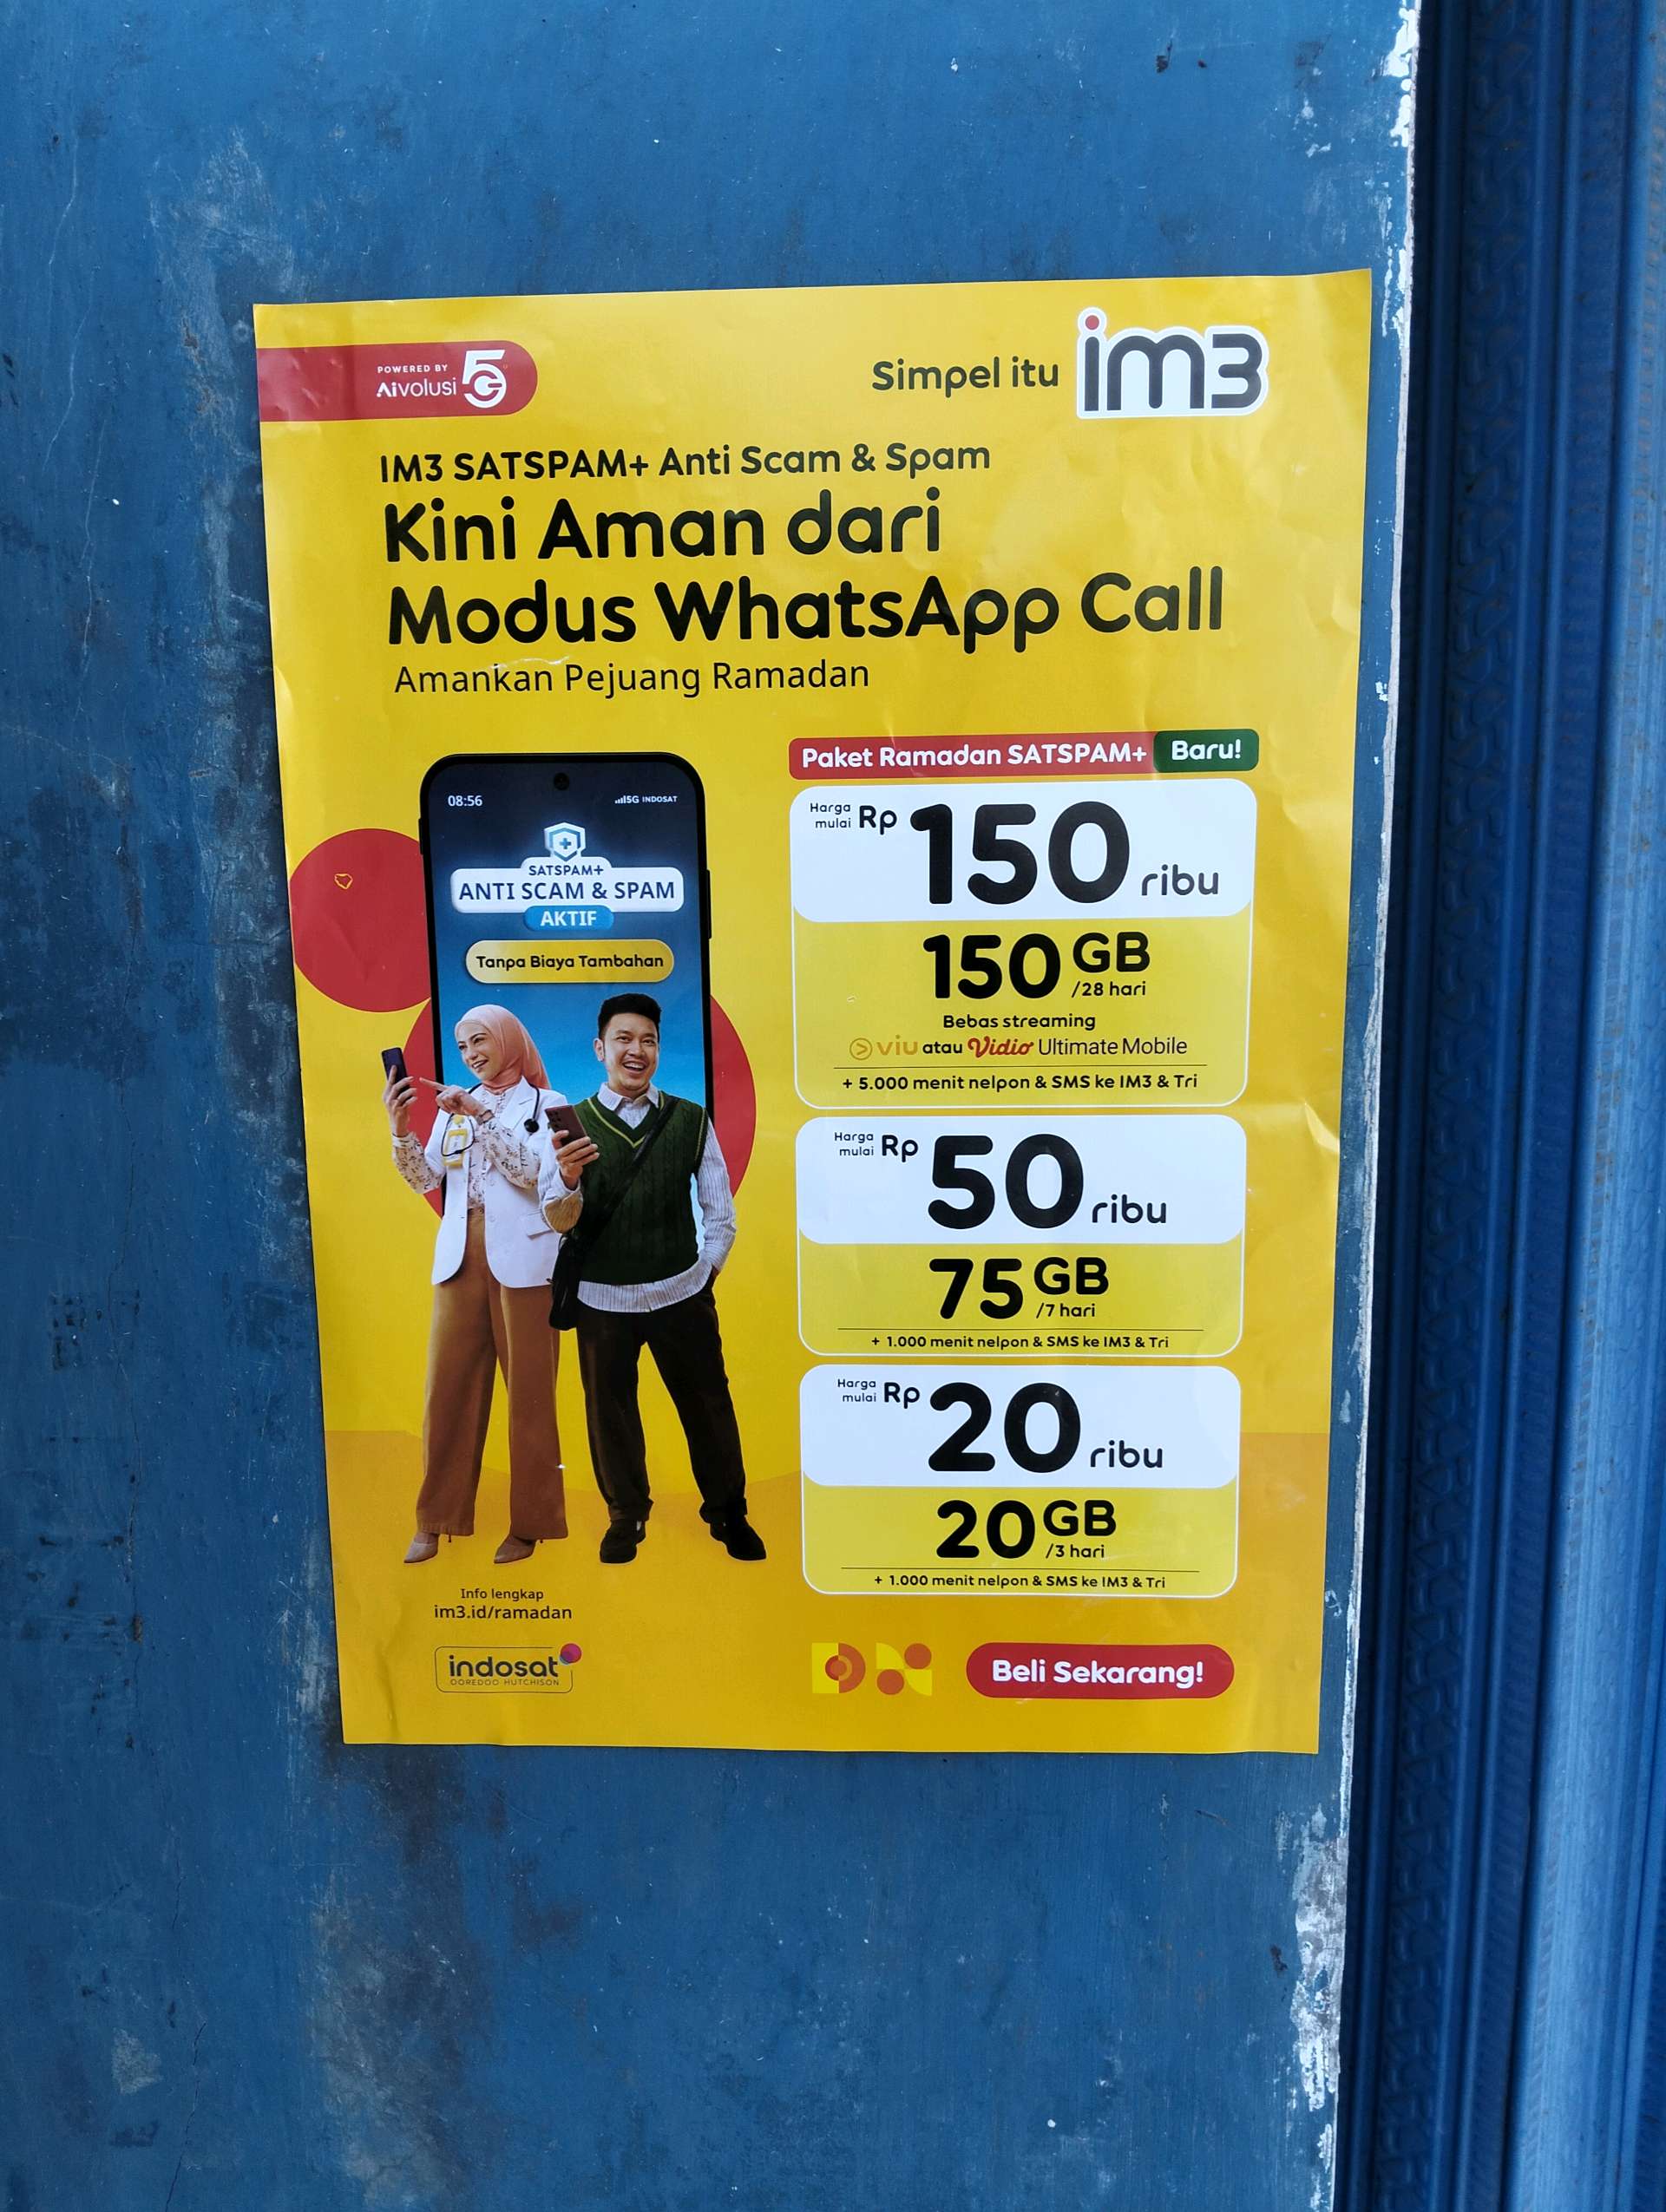 POWERED BY
Aivolusi 5G
Simpel itu im3
IM3 SATSPAM+ Anti Scam & Spam
Kini Aman dari
Modus WhatsApp Call
Amankan Pejuang Ramadan
08:56
5G INDOSAT
SATSPAM+
ANTI SCAM & SPAM
AKTIF
Tanpa Biaya Tambahan
Paket Ramadan SATSPAM+ Baru!
Harga
mulai Rp 150 ribu
150 GB
/28 hari
Bebas streaming
viu atau Vidio Ultimate Mobile
+ 5.000 menit nelpon & SMS ke IM3 & Tri
Harga
mulai Rp 50 ribu
75 GB
/7 hari
+ 1.000 menit nelpon & SMS ke IM3 & Tri
Harga
mulai Rp 20 ribu
20 GB
/3 hari
+ 1.000 menit nelpon & SMS ke IM3 & Tri
Info lengkap
im3.id/ramadan
indosat
OOREDOO HUTCHISON
Beli Sekarang!